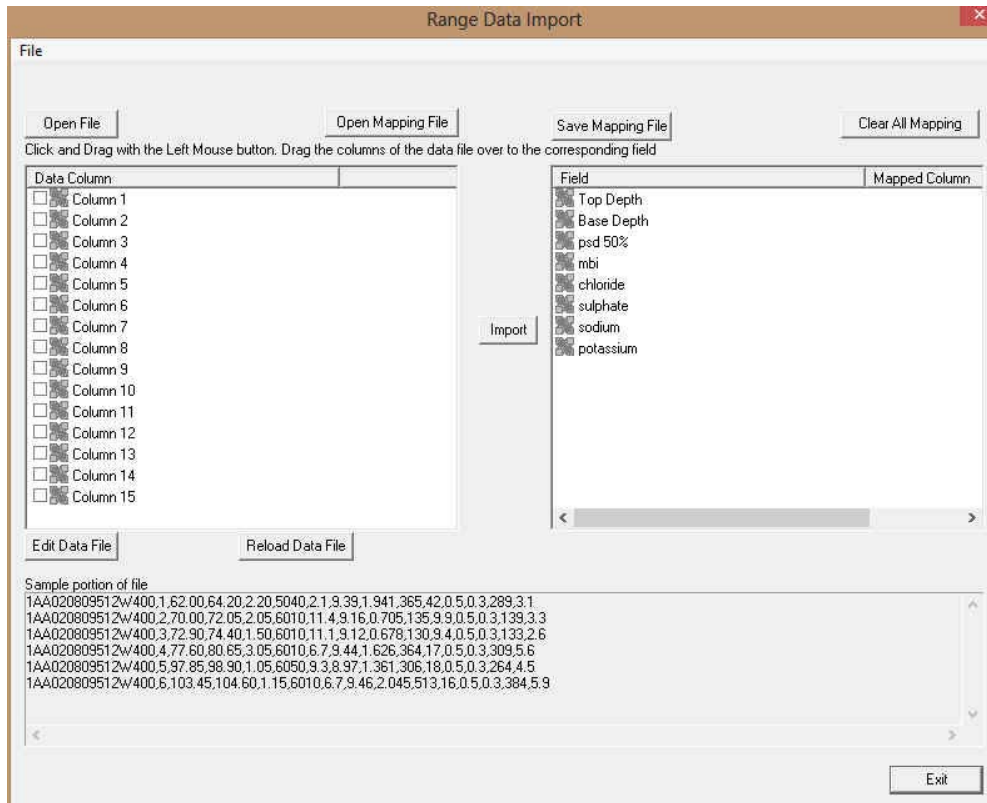 Range Data Import
File
Open File
Open Mapping File
Save Mapping File
Clear All Mapping
Click and Drag with the Left Mouse button. Drag the columns of the data file over to the corresponding field
Data Column
Column 1
Column 2
Column 3
Column 4
Column 5
Column 6
Column 7
Column 8
Column 9
Column 10
Column 11
Column 12
Column 13
Column 14
Column 15
Import
Field Mapped Column
Top Depth
Base Depth
psd 50%
mbi
chloride
sulphate
sodium
potassium
Edit Data File
Reload Data File
Sample portion of file
1AA020809512W400,1,62.00,64.20,2.20,5040,2.1,9.39,1.941,365,42,0.5,0.3,289,3.1
1AA020809512W400,2,70.00,72.05,2.05,6010,11.4,9.16,0.705,135,9.9,0.5,0.3,139,3.3
1AA020809512W400,3,72.90,74.40,1.50,6010,11.1,9.12,0.678,130,9.4,0.5,0.3,133,2.6
1AA020809512W400,4,77.60,80.65,3.05,6010,6.7,9.44,1.626,364,17,0.5,0.3,309,5.6
1AA020809512W400,5,97.85,98.90,1.05,6050,9.3,8.97,1.361,306,18,0.5,0.3,264,4.5
1AA020809512W400,6,103.45,104.60,1.15,6010,6.7,9.46,2.045,513,16,0.5,0.3,384,5.9
Exit